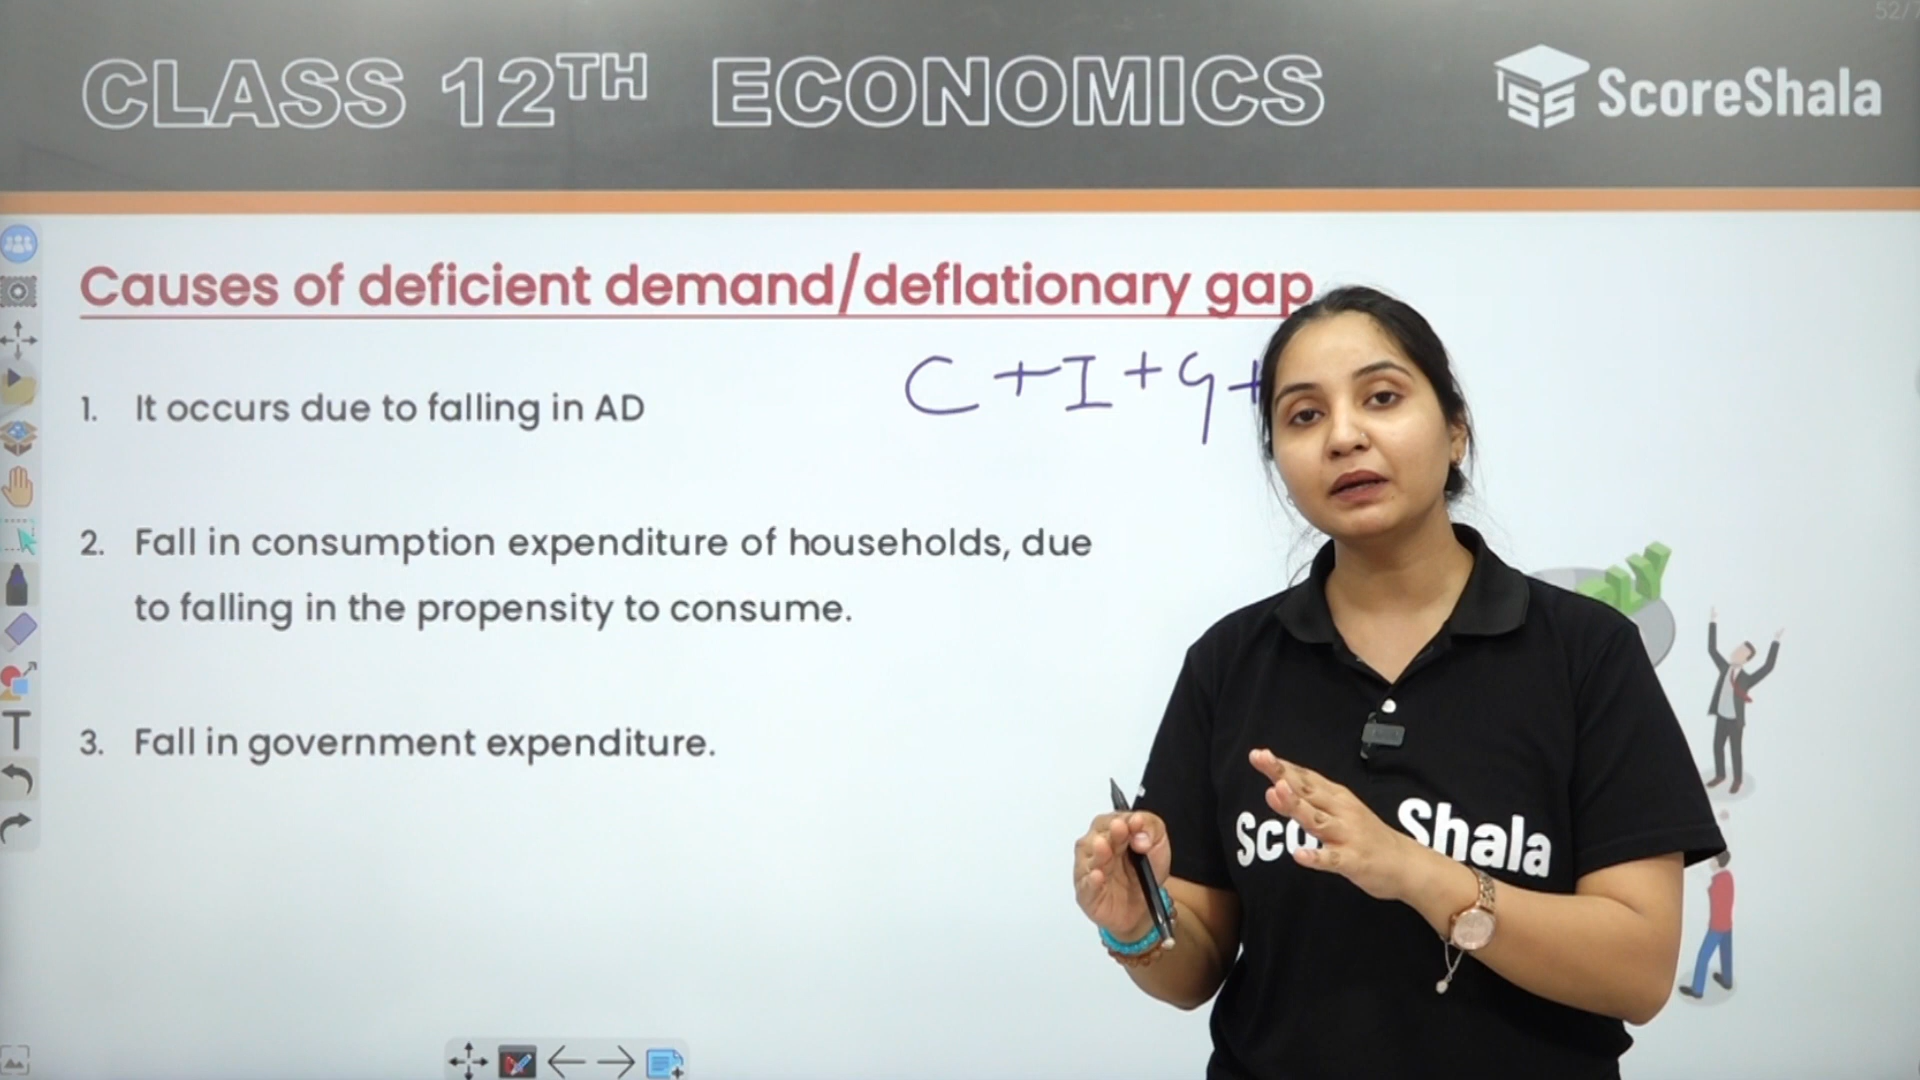 52/7
CLASS 12TH ECONOMICS
ScoreShala
Causes of deficient demand/deflationary gap
C+I+G+
1. It occurs due to falling in AD
2. Fall in consumption expenditure of households, due
to falling in the propensity to consume.
3. Fall in government expenditure.
Shala